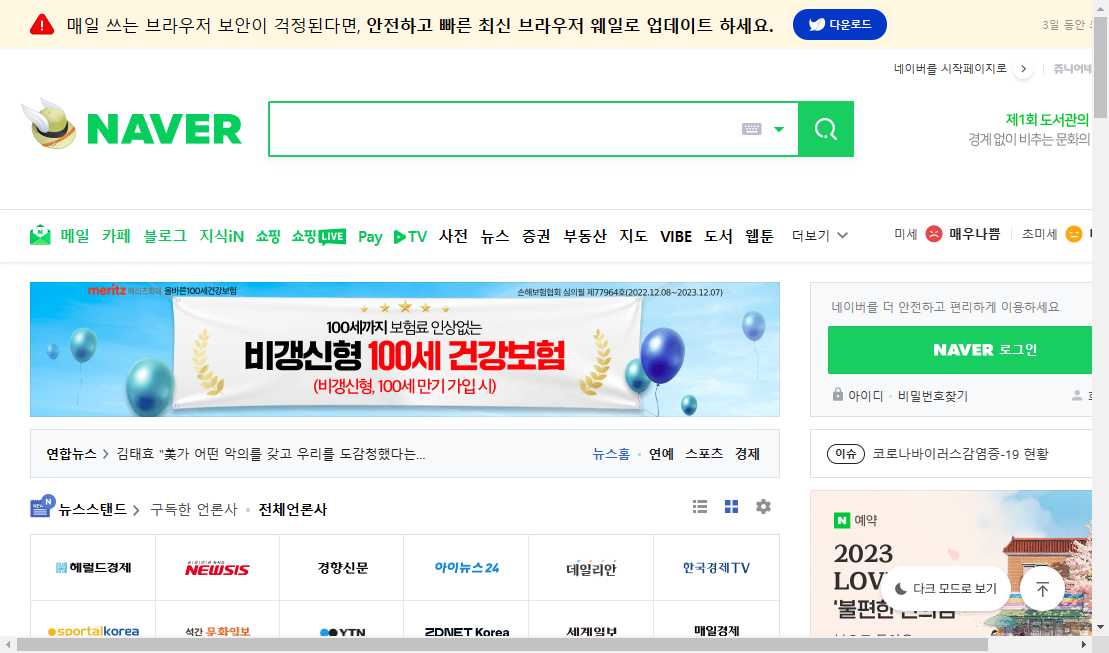 매일 쓰는 브라우저 보안이 걱정된다면, 안전하고 빠른 최신 브라우저 웨일로 업데이트 하세요. 다운로드 3일 동안
네이버를 시작페이지로 쥬니어네
NAVER
제1회 도서관의
경계 없이 비추는 문화의
메일 카페 블로그 지식iN 쇼핑 쇼핑LIVE Pay TV 사전 뉴스 증권 부동산 지도 VIBE 도서 웹툰 더보기 미세 매우나쁨 초미세
meritz 메리츠화재 올바른100세건강보험 손해보험협회 심의필 제77964호(2022.12.08~2023.12.07)
100세까지 보험료 인상없는
비갱신형 100세 건강보험
(비갱신형, 100세 만기 가입 시)
네이버를 더 안전하고 편리하게 이용하세요
NAVER 로그인
아이디 · 비밀번호찾기
연합뉴스 김태효 "美가 어떤 악의를 갖고 우리를 도감청했다는... 뉴스홈 · 연예 스포츠 경제
이슈 코로나바이러스감염증-19 현황
NEW N 뉴스스탠드 구독한 언론사 · 전체언론사
헤럴드경제 NEWSIS 경향신문 아이뉴스24 데일리안 한국경제TV
sportalkorea 석간 문화일보 YTN ZDNET Korea 세계일보 매일경제
N 예약
2023
다크 모드로 보기
'불편한